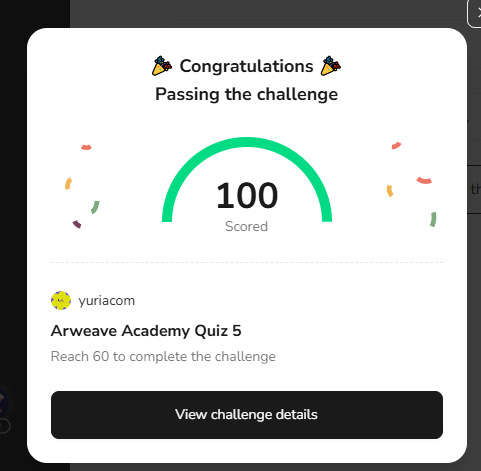 Congratulations
Passing the challenge
100
Scored
yuriacom
Arweave Academy Quiz 5
Reach 60 to complete the challenge
View challenge details